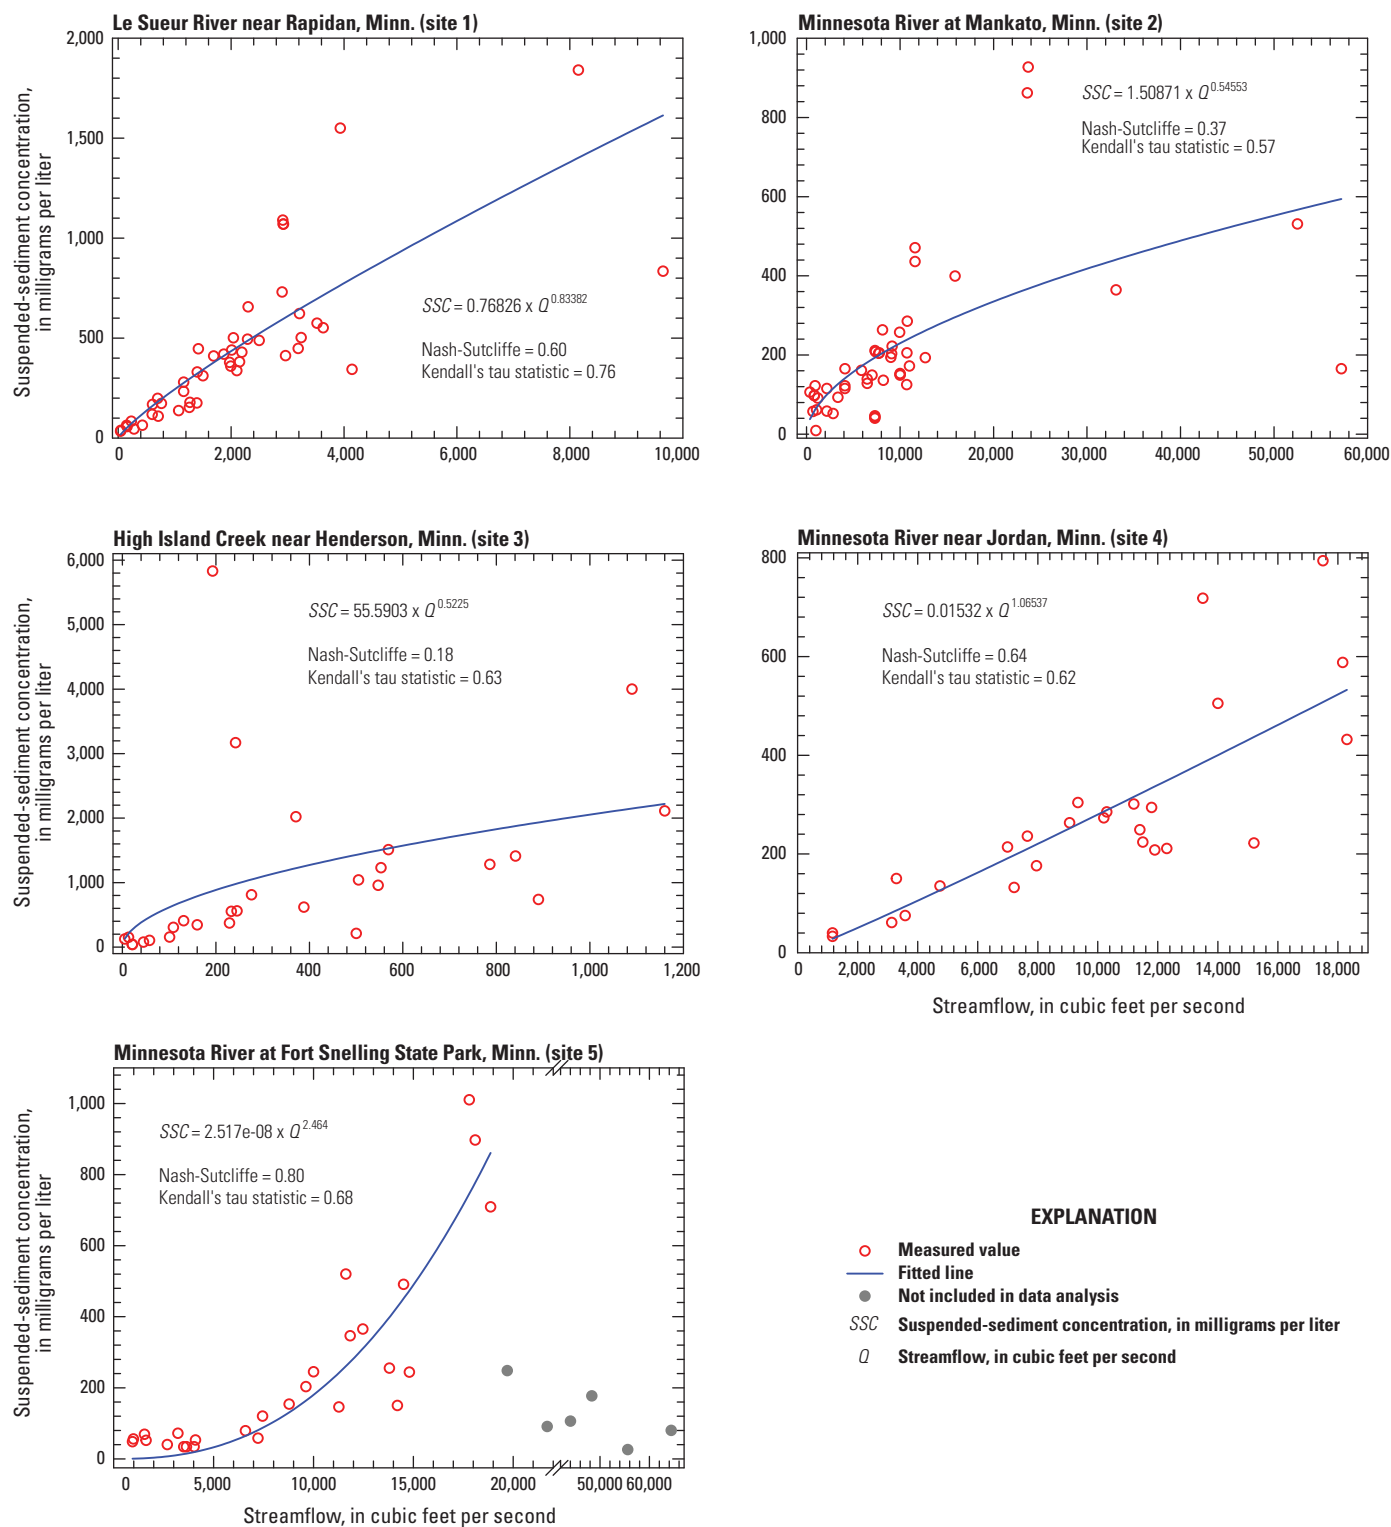 Le Sueur River near Rapidan, Minn. (site 1)
2,000
1,500
1,000
500
0
0 2,000 4,000 6,000 8,000 10,000
Suspended-sediment concentration,
in milligrams per liter
SSC = 0.76826 x Q^0.83382
Nash-Sutcliffe = 0.60
Kendall's tau statistic = 0.76
Minnesota River at Mankato, Minn. (site 2)
1,000
800
600
400
200
0
0 10,000 20,000 30,000 40,000 50,000 60,000
SSC = 1.50871 x Q^0.54553
Nash-Sutcliffe = 0.37
Kendall's tau statistic = 0.57
High Island Creek near Henderson, Minn. (site 3)
6,000
5,000
4,000
3,000
2,000
1,000
0
0 200 400 600 800 1,000 1,200
Suspended-sediment concentration,
in milligrams per liter
SSC = 55.5903 x Q^0.5225
Nash-Sutcliffe = 0.18
Kendall's tau statistic = 0.63
Minnesota River near Jordan, Minn. (site 4)
800
600
400
200
0
0 2,000 4,000 6,000 8,000 10,000 12,000 14,000 16,000 18,000
Streamflow, in cubic feet per second
SSC = 0.01532 x Q^1.06537
Nash-Sutcliffe = 0.64
Kendall's tau statistic = 0.62
Minnesota River at Fort Snelling State Park, Minn. (site 5)
1,000
800
600
400
200
0
0 5,000 10,000 15,000 20,000 50,000 60,000
Streamflow, in cubic feet per second
Suspended-sediment concentration,
in milligrams per liter
SSC = 2.517e-08 x Q^2.464
Nash-Sutcliffe = 0.80
Kendall's tau statistic = 0.68
EXPLANATION
Measured value
Fitted line
Not included in data analysis
SSC Suspended-sediment concentration, in milligrams per liter
Q Streamflow, in cubic feet per second